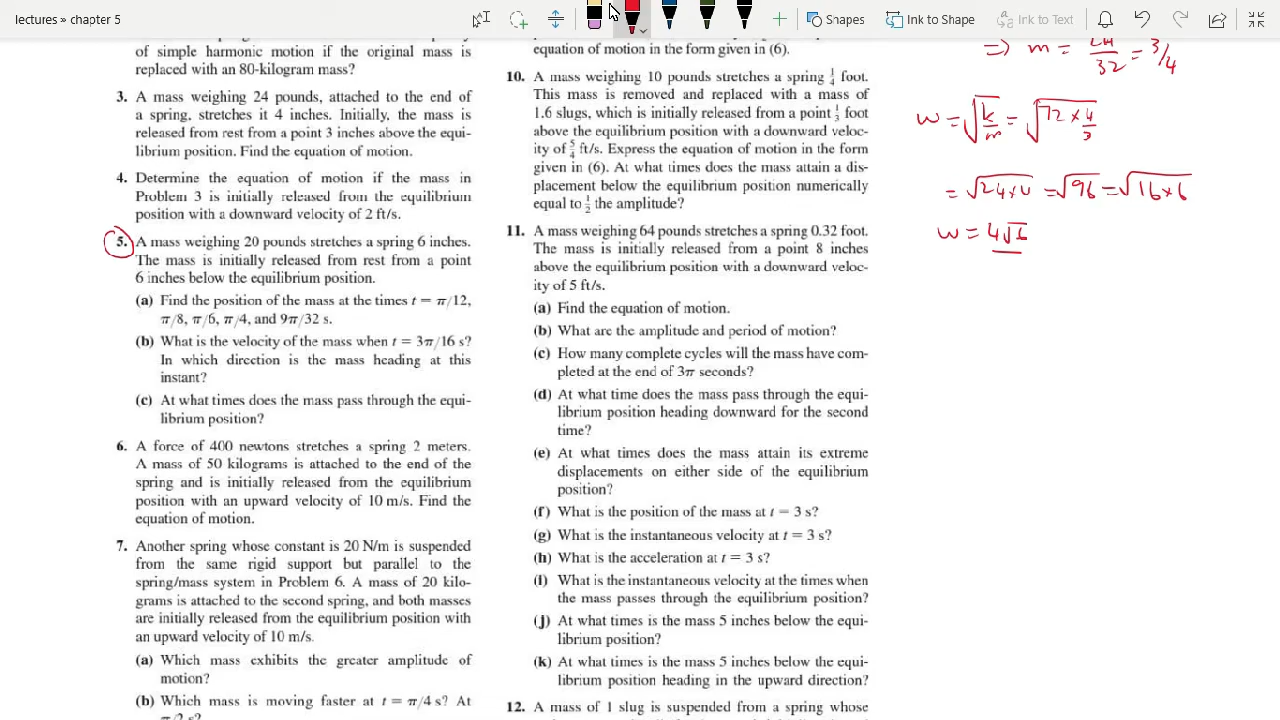 lectures » chapter 5
Shapes
Ink to Shape
Ink to Text
of simple harmonic motion if the original mass is
replaced with an 80-kilogram mass?
3. A mass weighing 24 pounds, attached to the end of
a spring, stretches it 4 inches. Initially, the mass is
released from rest from a point 3 inches above the equi-
librium position. Find the equation of motion.
4. Determine the equation of motion if the mass in
Problem 3 is initially released from the equilibrium
position with a downward velocity of 2 ft/s.
5. A mass weighing 20 pounds stretches a spring 6 inches.
The mass is initially released from rest from a point
6 inches below the equilibrium position.
(a) Find the position of the mass at the times t = π/12,
π/8, π/6, π/4, and 9π/32 s.
(b) What is the velocity of the mass when t = 3π/16 s?
In which direction is the mass heading at this
instant?
(c) At what times does the mass pass through the equi-
librium position?
6. A force of 400 newtons stretches a spring 2 meters.
A mass of 50 kilograms is attached to the end of the
spring and is initially released from the equilibrium
position with an upward velocity of 10 m/s. Find the
equation of motion.
7. Another spring whose constant is 20 N/m is suspended
from the same rigid support but parallel to the
spring/mass system in Problem 6. A mass of 20 kilo-
grams is attached to the second spring, and both masses
are initially released from the equilibrium position with
an upward velocity of 10 m/s.
(a) Which mass exhibits the greater amplitude of
motion?
(b) Which mass is moving faster at t = π/4 s? At
equation of motion in the form given in (6).
10. A mass weighing 10 pounds stretches a spring 1/4 foot.
This mass is removed and replaced with a mass of
1.6 slugs, which is initially released from a point 1/3 foot
above the equilibrium position with a downward veloc-
ity of 5/4 ft/s. Express the equation of motion in the form
given in (6). At what times does the mass attain a dis-
placement below the equilibrium position numerically
equal to 1/2 the amplitude?
11. A mass weighing 64 pounds stretches a spring 0.32 foot.
The mass is initially released from a point 8 inches
above the equilibrium position with a downward veloc-
ity of 5 ft/s.
(a) Find the equation of motion.
(b) What are the amplitude and period of motion?
(c) How many complete cycles will the mass have com-
pleted at the end of 3π seconds?
(d) At what time does the mass pass through the equi-
librium position heading downward for the second
time?
(e) At what times does the mass attain its extreme
displacements on either side of the equilibrium
position?
(f) What is the position of the mass at t = 3 s?
(g) What is the instantaneous velocity at t = 3 s?
(h) What is the acceleration at t = 3 s?
(i) What is the instantaneous velocity at the times when
the mass passes through the equilibrium position?
(j) At what times is the mass 5 inches below the equi-
librium position?
(k) At what times is the mass 5 inches below the equi-
librium position heading in the upward direction?
12. A mass of 1 slug is suspended from a spring whose
=> m = 24/32 = 3/4
w = √k/m = √72 × 4/3
= √24×4 = √96 = √16×6
w = 4√6